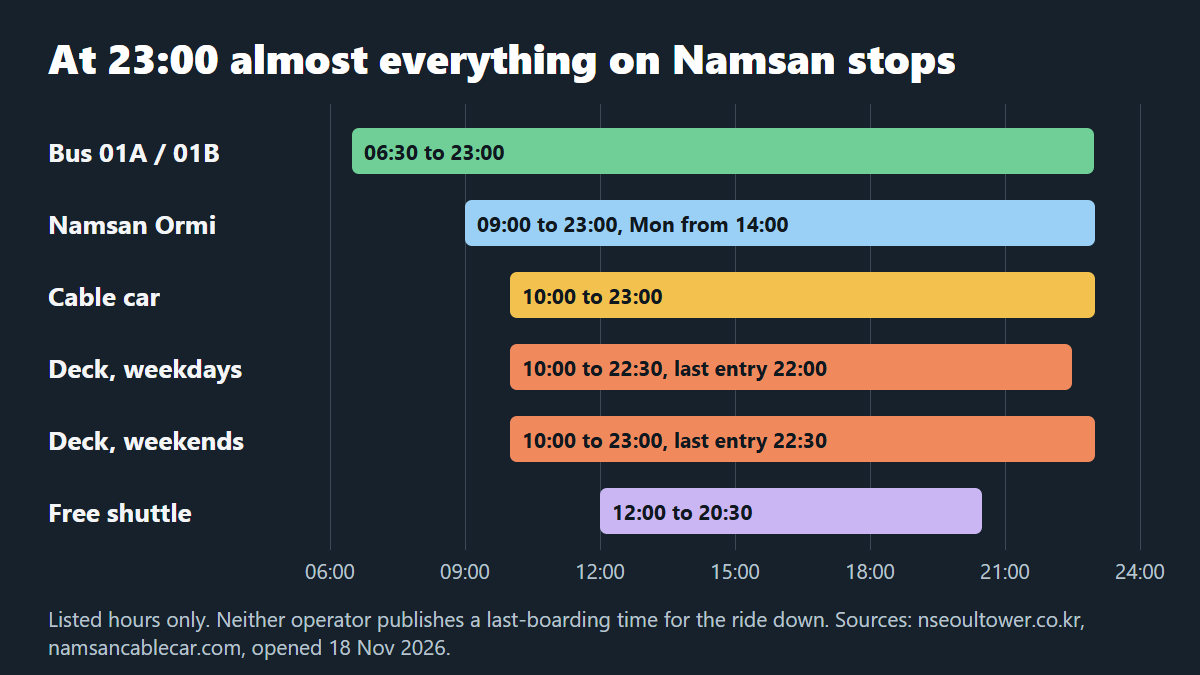 At 23:00 almost everything on Namsan stops
Bus 01A / 01B
06:30 to 23:00
Namsan Ormi
09:00 to 23:00, Mon from 14:00
Cable car
10:00 to 23:00
Deck, weekdays
10:00 to 22:30, last entry 22:00
Deck, weekends
10:00 to 23:00, last entry 22:30
Free shuttle
12:00 to 20:30
06:00 09:00 12:00 15:00 18:00 21:00 24:00
Listed hours only. Neither operator publishes a last-boarding time for the ride down. Sources: nseoultower.co.kr,
namsancablecar.com, opened 18 Nov 2026.